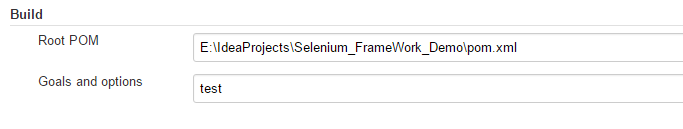 Build
Root POM
E:\IdeaProjects\Selenium_FrameWork_Demo\pom.xml
Goals and options
test